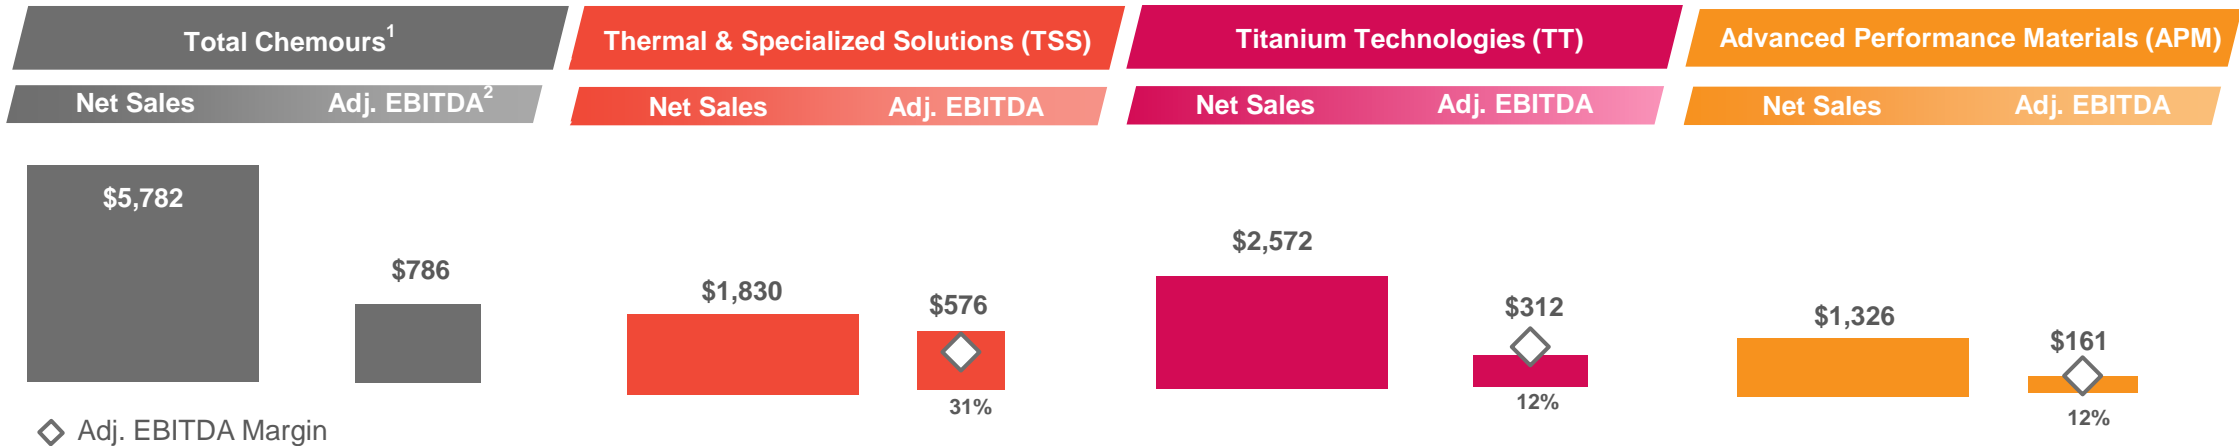 Total Chemours1
Net Sales Adj. EBITDA2
$5,782
$786
Adj. EBITDA Margin
Thermal & Specialized Solutions (TSS)
Net Sales Adj. EBITDA
$1,830
$576
31%
Titanium Technologies (TT)
Net Sales Adj. EBITDA
$2,572
$312
12%
Advanced Performance Materials (APM)
Net Sales Adj. EBITDA
$1,326
$161
12%